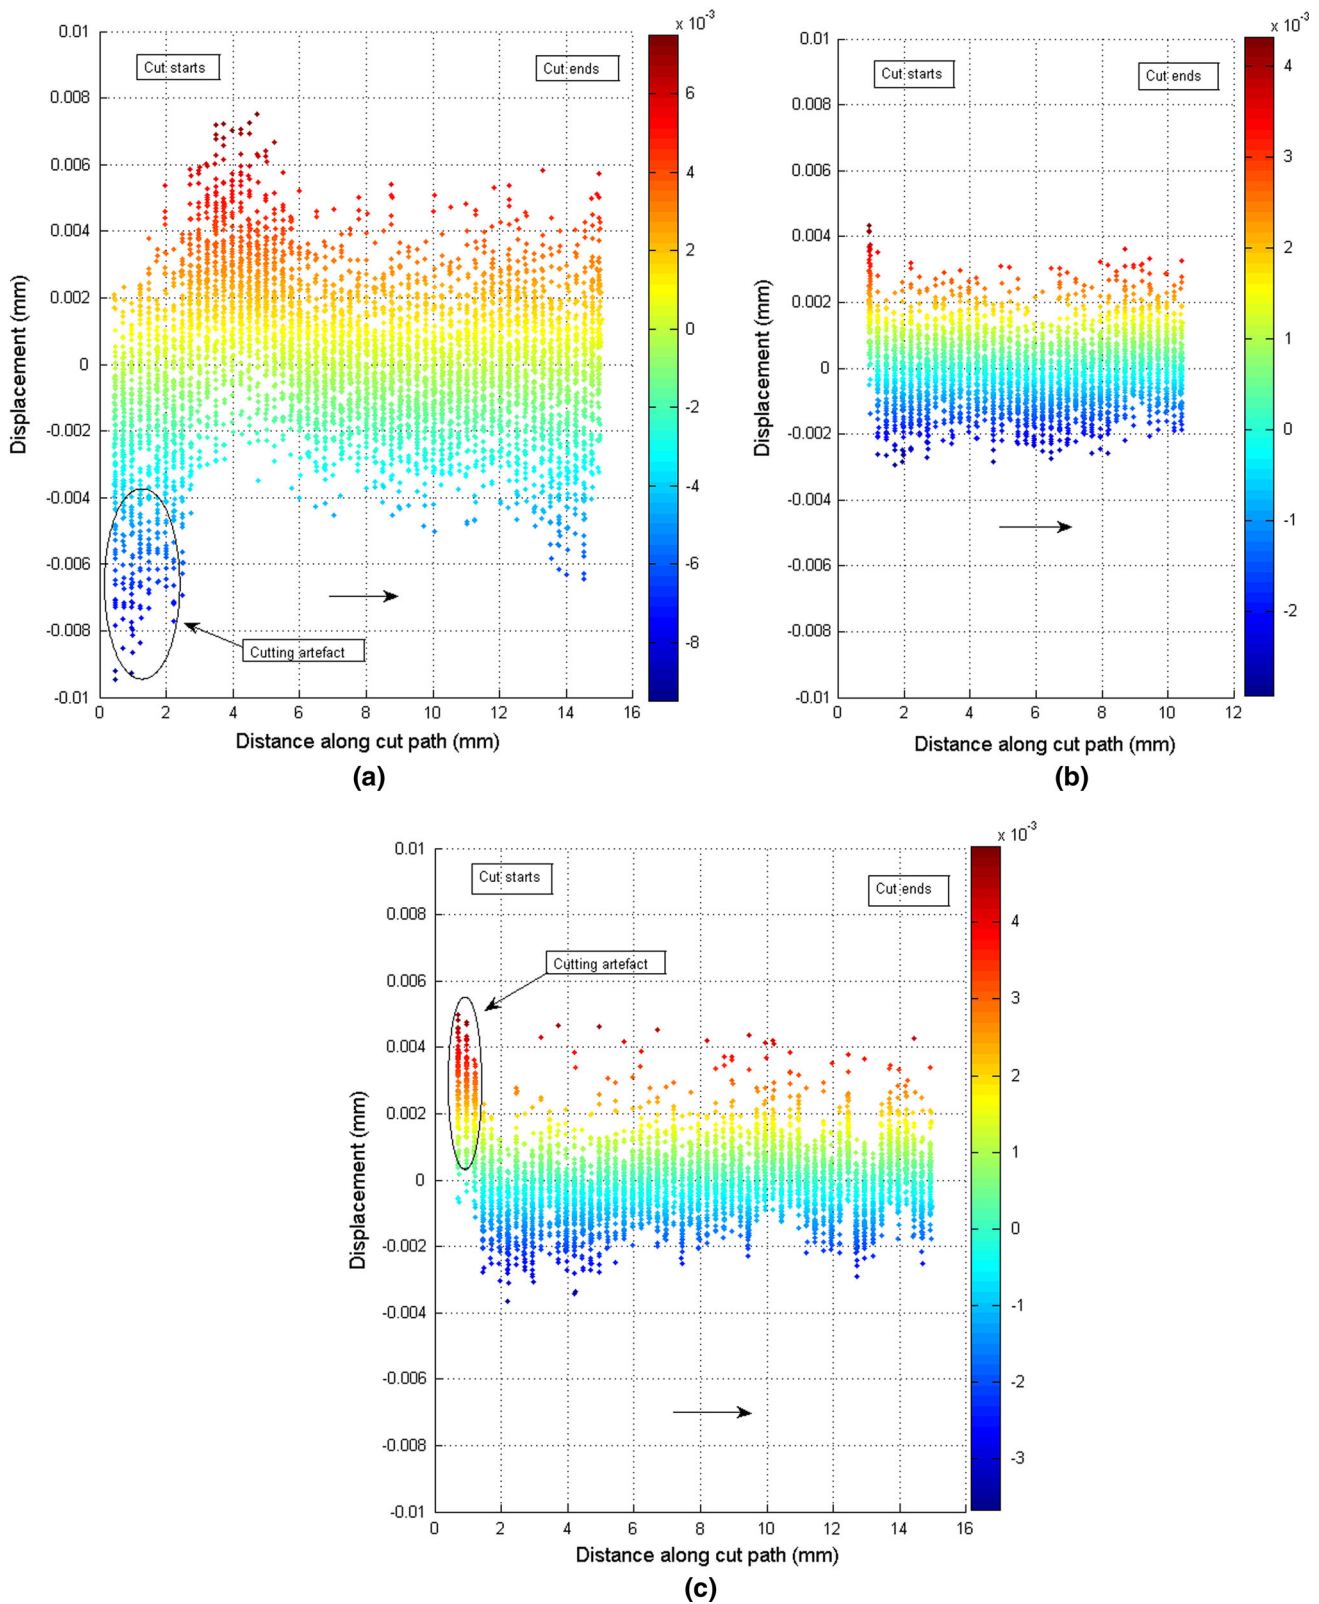 x 10⁻³
0.01
0.008
0.006
0.004
0.002
0
-0.002
-0.004
-0.006
-0.008
-0.01
Displacement (mm)
Cut starts
Cut ends
Cutting artefact
0 2 4 6 8 10 12 14 16
Distance along cut path (mm)
6
4
2
0
-2
-4
-6
-8
(a)
x 10⁻³
0.01
0.008
0.006
0.004
0.002
0
-0.002
-0.004
-0.006
-0.008
-0.01
Displacement (mm)
Cut starts
Cut ends
0 2 4 6 8 10 12
Distance along cut path (mm)
4
3
2
1
0
-1
-2
(b)
x 10⁻³
0.01
0.008
0.006
0.004
0.002
0
-0.002
-0.004
-0.006
-0.008
-0.01
Displacement (mm)
Cut starts
Cut ends
Cutting artefact
0 2 4 6 8 10 12 14 16
Distance along cut path (mm)
4
3
2
1
0
-1
-2
-3
(c)